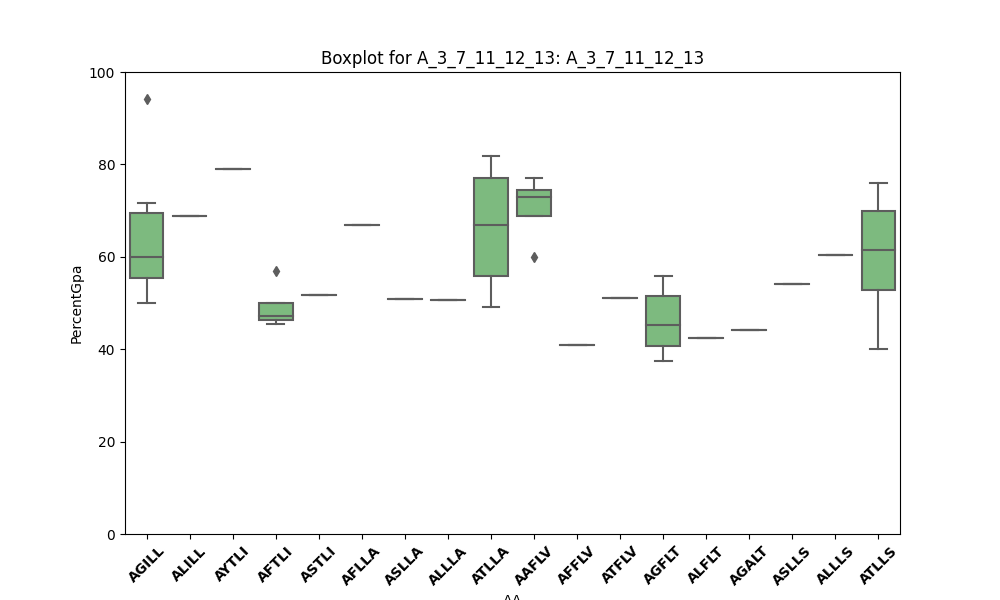 Boxplot for A_3_7_11_12_13: A_3_7_11_12_13
PercentGpa
100
80
60
40
20
0
AGILL
ALILL
AYTLI
AFTLI
ASTLI
AFLLA
ASLLA
ALLLA
ATLLA
AAFLV
AFFLV
ATFLV
AGFLT
ALFLT
AGALT
ASLLS
ALLLS
ATLLS
AA